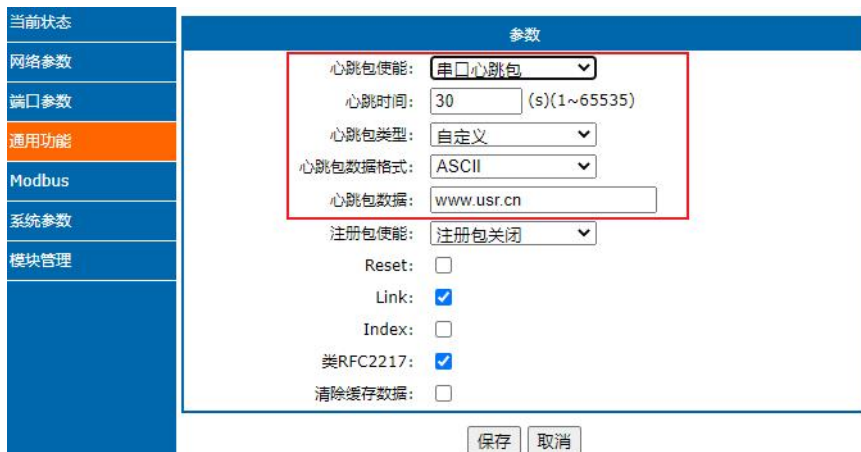 当前状态
网络参数
端口参数
通用功能
Modbus
系统参数
模块管理
参数
心跳包使能: 串口心跳包
心跳时间: 30 (s)(1~65535)
心跳包类型: 自定义
心跳包数据格式: ASCII
心跳包数据: www.usr.cn
注册包使能: 注册包关闭
Reset:
Link:
Index:
类RFC2217:
清除缓存数据:
保存 取消